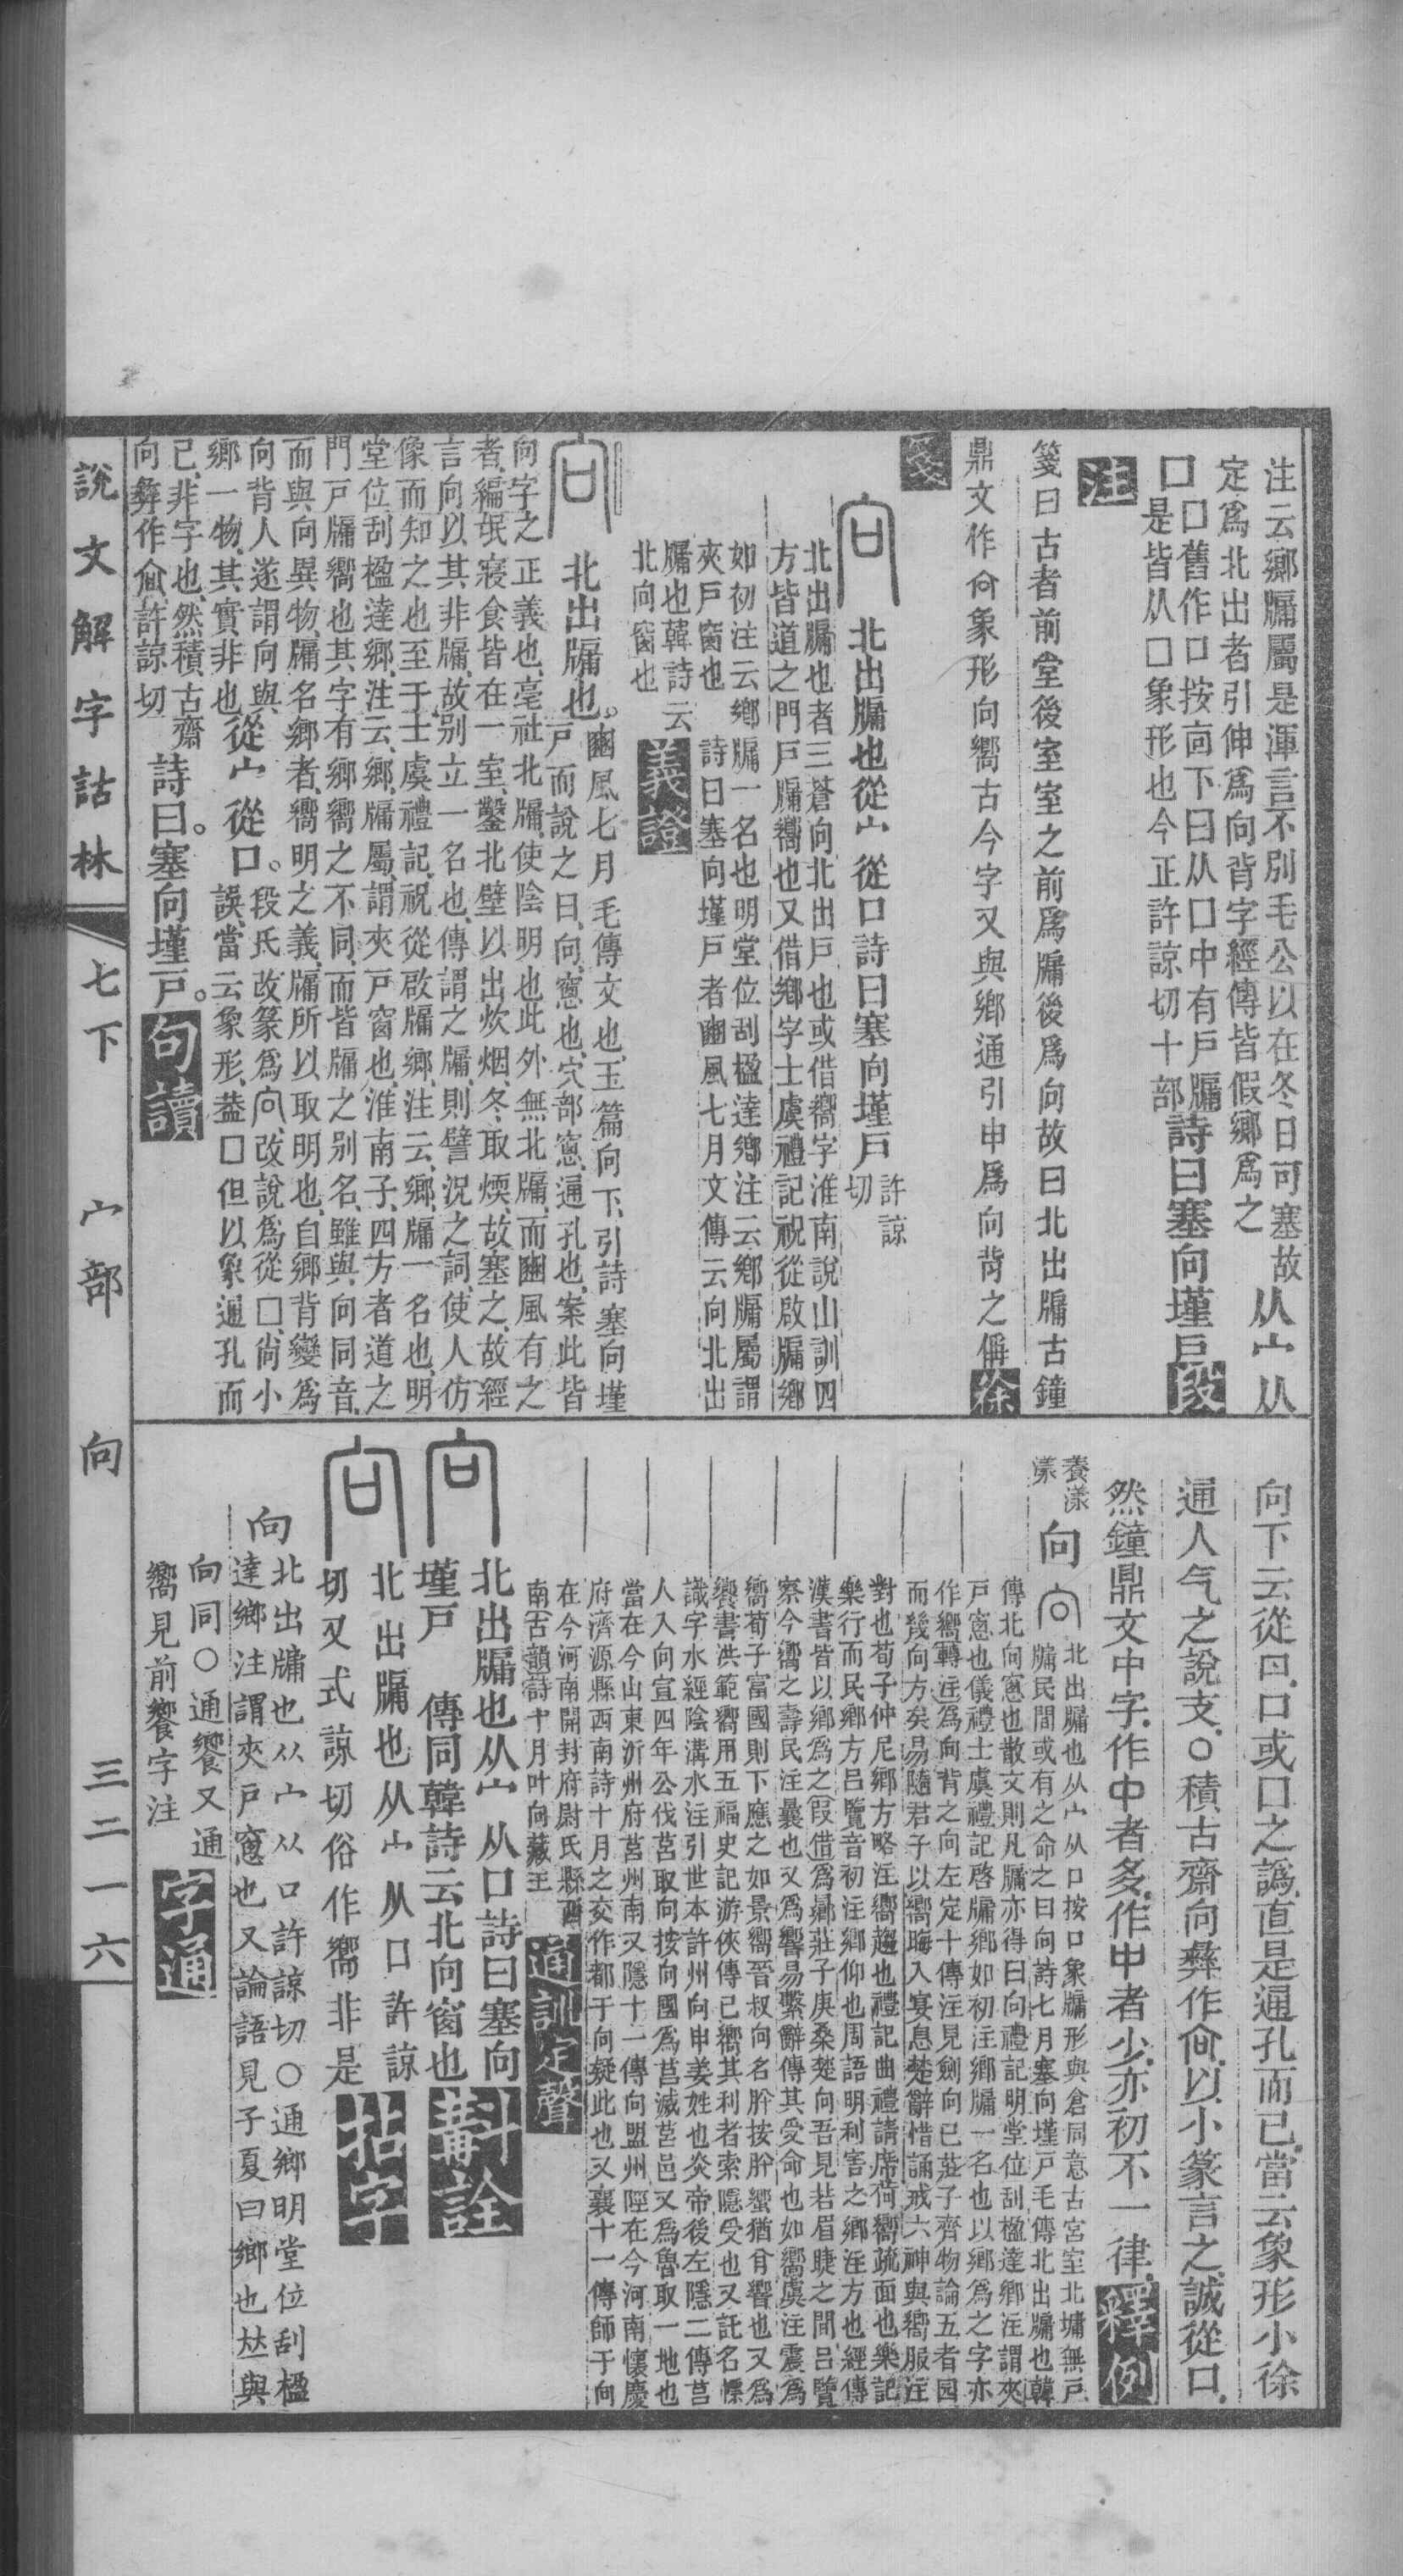 注云鄉牖屬是渾言不別毛公以在冬日可塞故
定爲北出者引伸爲向背字經傳皆假鄉爲之
从宀从
口口舊作口按㐭下曰从口中有戶牖
是皆从口象形也今正許諒切十部
詩曰塞向墐戶 段
注
箋曰古者前堂後室室之前爲牖後爲向故曰北出牖古鐘
鼎文作向象形向嚮古今字又與鄉通引申爲向背之偁 徐
箋
向 北出牖也從宀從口詩曰塞向墐戶 許諒切
北出牖也者三蒼向北出戶也或借嚮字淮南說山訓四
方皆道之門戶牖嚮也又借鄉字士虞禮記祝從啟牖鄉
如初注云鄉牖一名也明堂位刮楹達鄉注云鄉牖屬謂
夾戶窗也 詩曰塞向墐戶者豳風七月文傳云向北出
牖也韓詩云
北向窗也 義證
向 北出牖也。豳風七月毛傳文也、玉篇向下、引詩塞向墐
戶而說之曰、向、窻也、穴部窻、通孔也、案此皆
向字之正義也、亳社北牖、使陰明也、此外無北牖、而豳風有之
者、編氓寢食皆在一室、鑿北壁以出炊烟、冬取煗、故塞之、故經
言向以其非牖、故別立一名也、傳謂之牖、則譬況之詞、使人仿
像而知之也、至于士虞禮記、祝從啟牖鄉、注云、鄉、牖一名也、明
堂位刮楹達鄉、注云、鄉、牖屬、謂夾戶窗也、淮南子、四方者道之
門戶牖嚮也、其字有鄉嚮之不同、而皆牖之別名、雖與向同音、
而與向異物、牖名鄉者、嚮明之義、牖所以取明也、自鄉背變爲
向背、人遂謂向與
鄉一物、其實非也 從宀從口。段氏改篆爲向、改說爲從口、尚小
誤、當云象形、葢口但以象通孔而
已、非字也、然積古齋
向彝作向、許諒切 詩曰。塞向墐戶。 句讀
向下云從口、口或口之譌、直是通孔而已、當云象形、小徐
通人气之說支、○積古齋向彝作向、以小篆言之、誠從口、
然鐘鼎文中字、作中者多、作中者少、亦初不一律、 釋例
養漾
漾
向 向 北出牖也从宀从口按口象牖形與倉同意古宮室北墉無戶
牖民間或有之命之曰向詩七月塞向墐戶毛傳北出牖也韓
傳北向窻也散文則凡牖亦得曰向禮記明堂位刮楹達鄉注謂夾
戶窻也儀禮士虞禮記啓牖鄉如初注鄉牖一名也以鄉爲之字亦
作嚮轉注爲向背之向左定十傳注見劍向已莊子齊物論五者园
而幾向方矣易隨君子以嚮晦入宴息楚辭惜誦戒六神與嚮服注
對也荀子仲尼鄉方略注嚮趨也禮記曲禮請席何嚮疏面也樂記
樂行而民鄉方呂覽音初注鄉仰也周語明利害之鄉注方也經傳
漢書皆以鄉爲之叚借爲曏莊子庚桑楚向吾見若眉睫之間呂覽
察今嚮之壽民注曩也又爲響易繫辭傳其受命也如嚮虞注震爲
嚮荀子富國則下應之如景嚮晉叔向名肸按肸蠁猶肸響也又爲
饗書洪範嚮用五福史記游俠傳已嚮其利者索隱受也又託名幖
識字水經陰溝水注引世本許州向申姜姓也炎帝後左隱二傳莒
人入向宣四年公伐莒取向按向國爲莒滅莒邑又爲魯取一地也
當在今山東沂州府莒州南又隱十一傳向盟州陘在今河南懷慶
府濟源縣西南詩十月之交作都于向疑此也又襄十一傳師于向
在今河南開封府尉氏縣西
南 古韻詩十月叶向藏王 通訓定聲
向 北出牖也从宀从口詩曰塞向
墐戶 傳同韓詩云北向窗也 斠詮
向 北出牖也从宀从口許諒
切又式諒切俗作嚮非是 拈字
向 北出牖也从宀从口許諒切○通鄉明堂位刮楹
達鄉注謂夾戶窻也又論語見子夏曰鄉也𠀤與
向同○通饗又通
嚮見前饗字注 字通
說文解字詁林 七下 宀部 向 三二一六